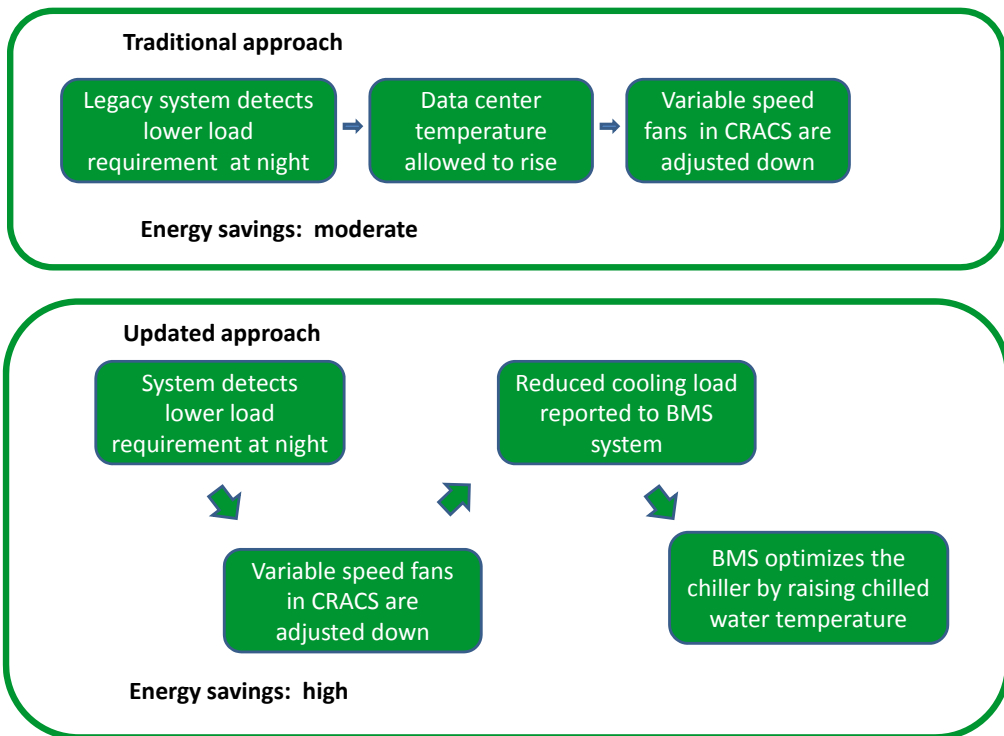 Traditional approach
Legacy system detects
lower load
requirement at night
Data center
temperature
allowed to rise
Variable speed
fans in CRACS are
adjusted down
Energy savings: moderate
Updated approach
System detects
lower load
requirement at night
Variable speed fans
in CRACS are
adjusted down
Reduced cooling load
reported to BMS
system
BMS optimizes the
chiller by raising chilled
water temperature
Energy savings: high